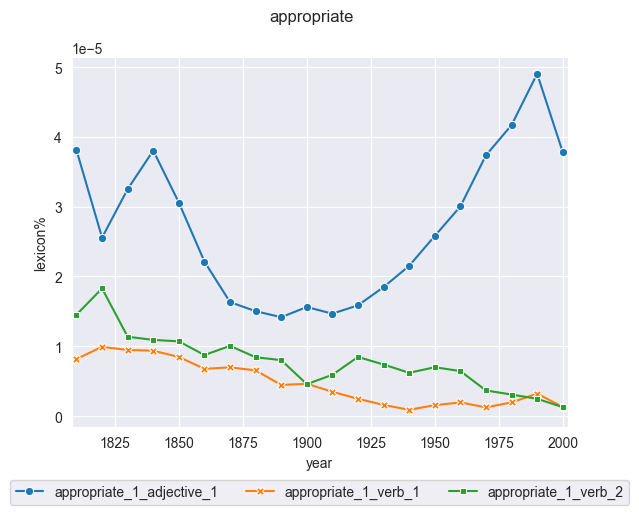 appropriate
1e−5
5
4
3
2
1
0
lexicon%
1825 1850 1875 1900 1925 1950 1975 2000
year
appropriate_1_adjective_1 appropriate_1_verb_1 appropriate_1_verb_2